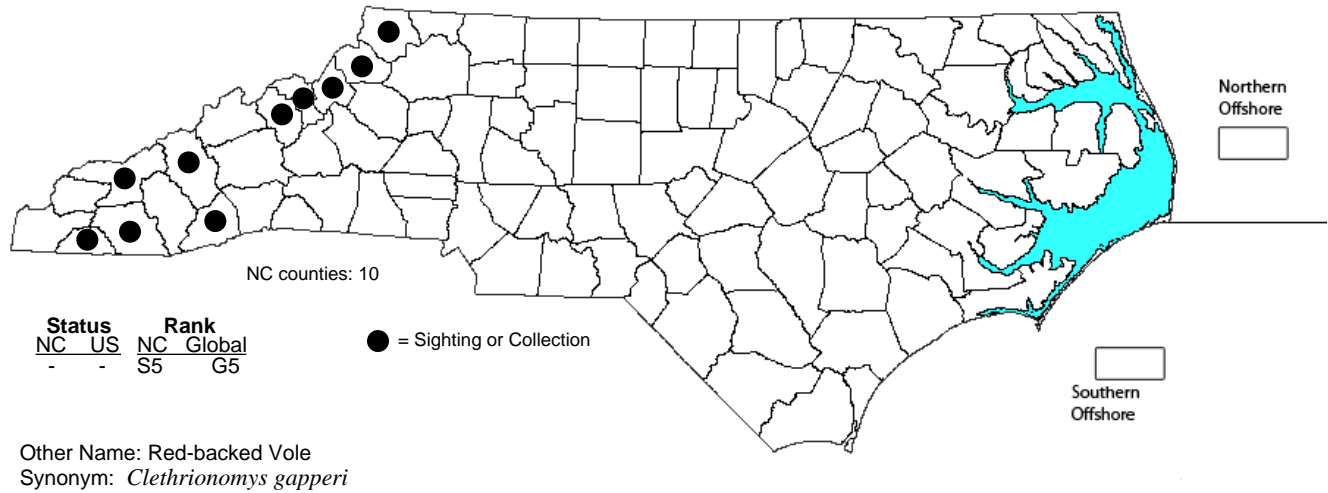 Northern
Offshore
NC counties: 10
Status Rank
NC US NC Global
- - S5 G5
= Sighting or Collection
Southern
Offshore
Other Name: Red-backed Vole
Synonym: Clethrionomys gapperi